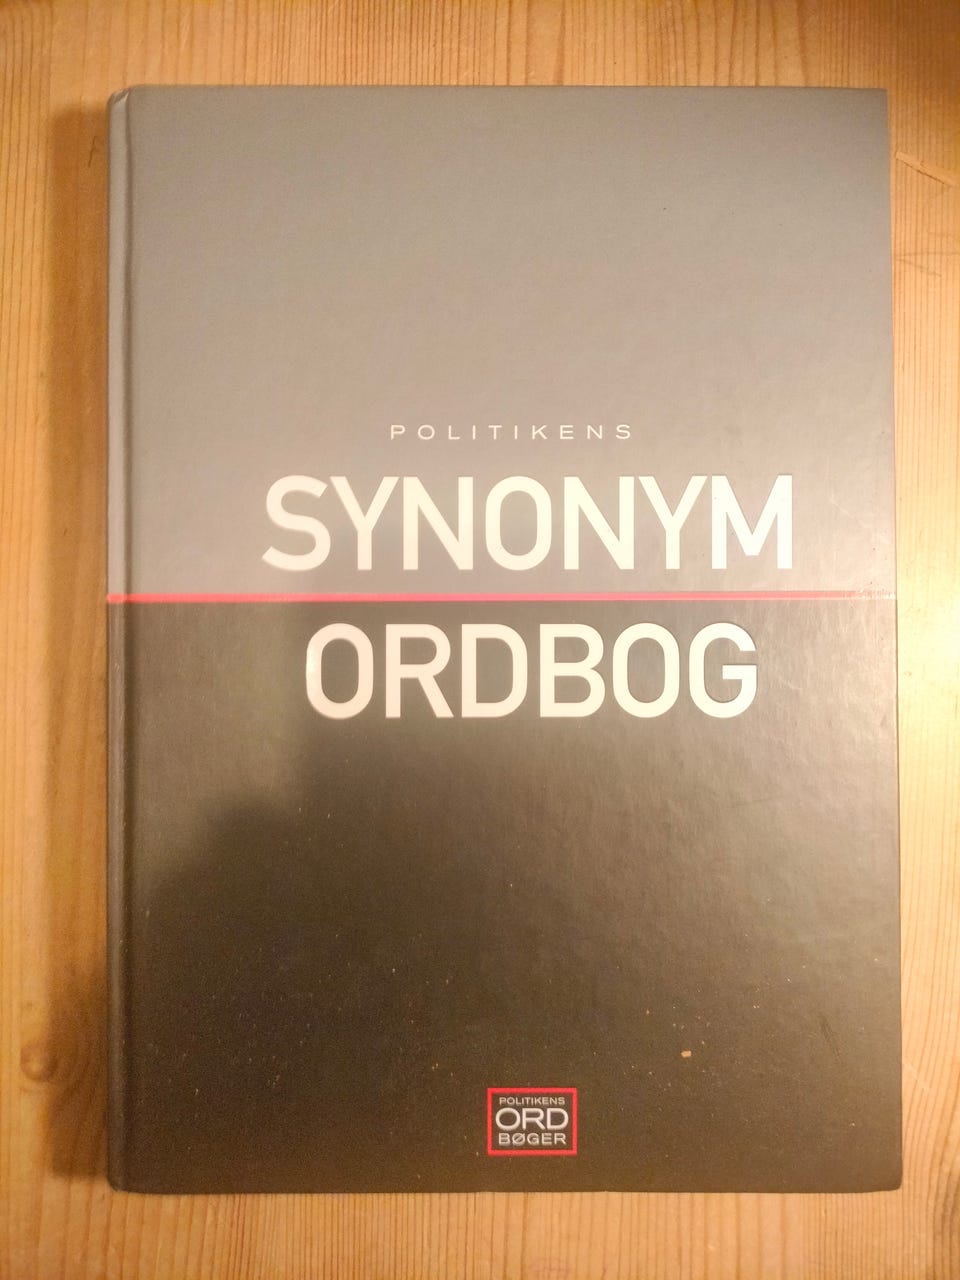 POLITIKENS
SYNONYM
ORDBOG
POLITIKENS
ORD
BØGER